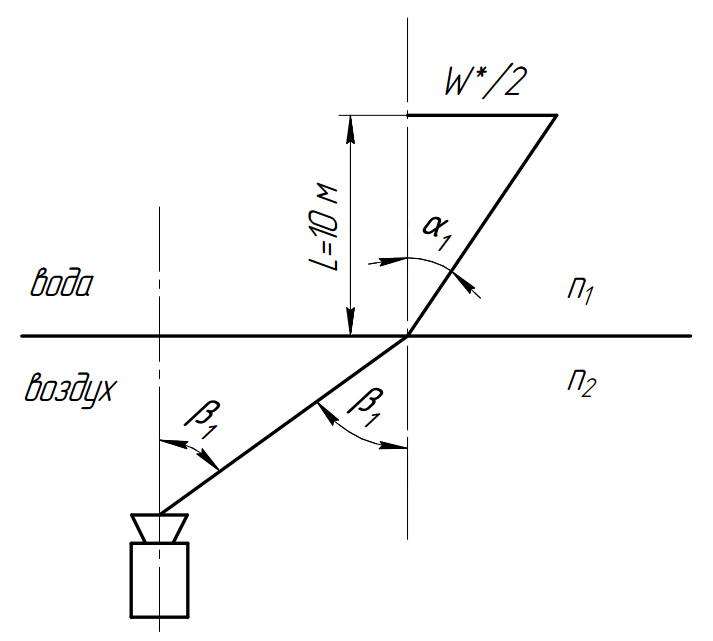 W*/2
L=10 м
α₁
вода
n₁
воздух
n₂
β₁
β₁